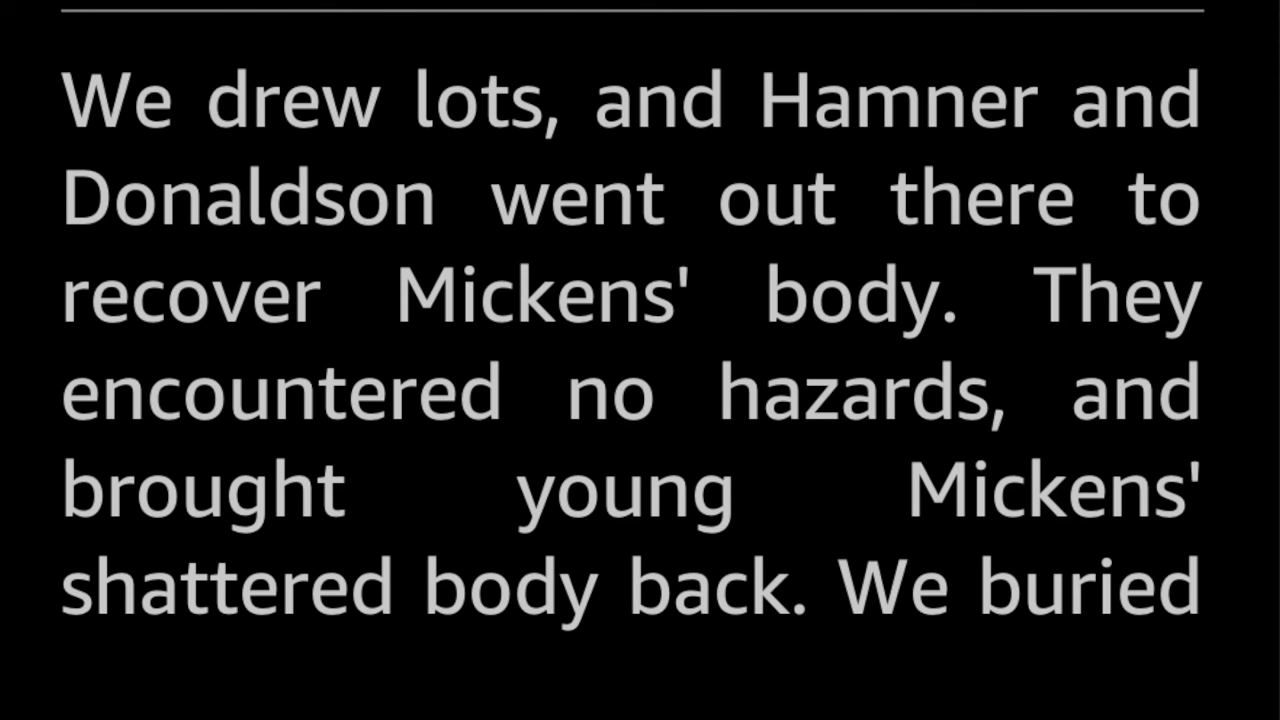 We drew lots, and Hamner and
Donaldson went out there to
recover Mickens' body. They
encountered no hazards, and
brought young Mickens'
shattered body back. We buried